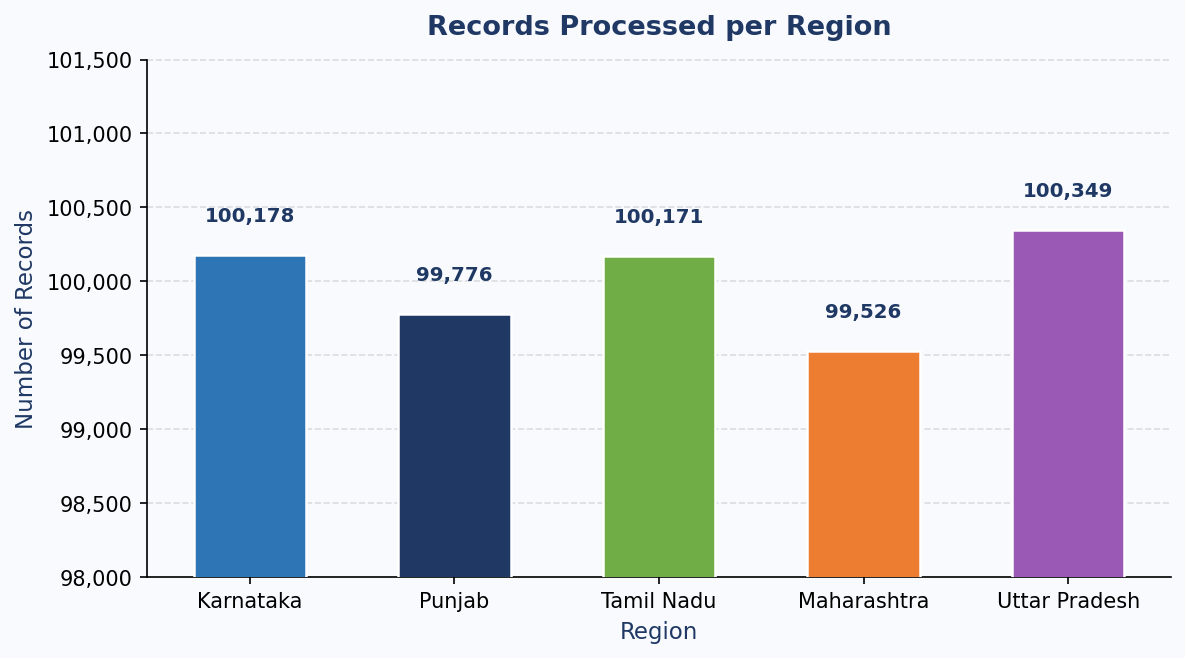 Records Processed per Region
Number of Records
101,500
101,000
100,500
100,000
99,500
99,000
98,500
98,000
100,178
99,776
100,171
99,526
100,349
Karnataka
Punjab
Tamil Nadu
Maharashtra
Uttar Pradesh
Region